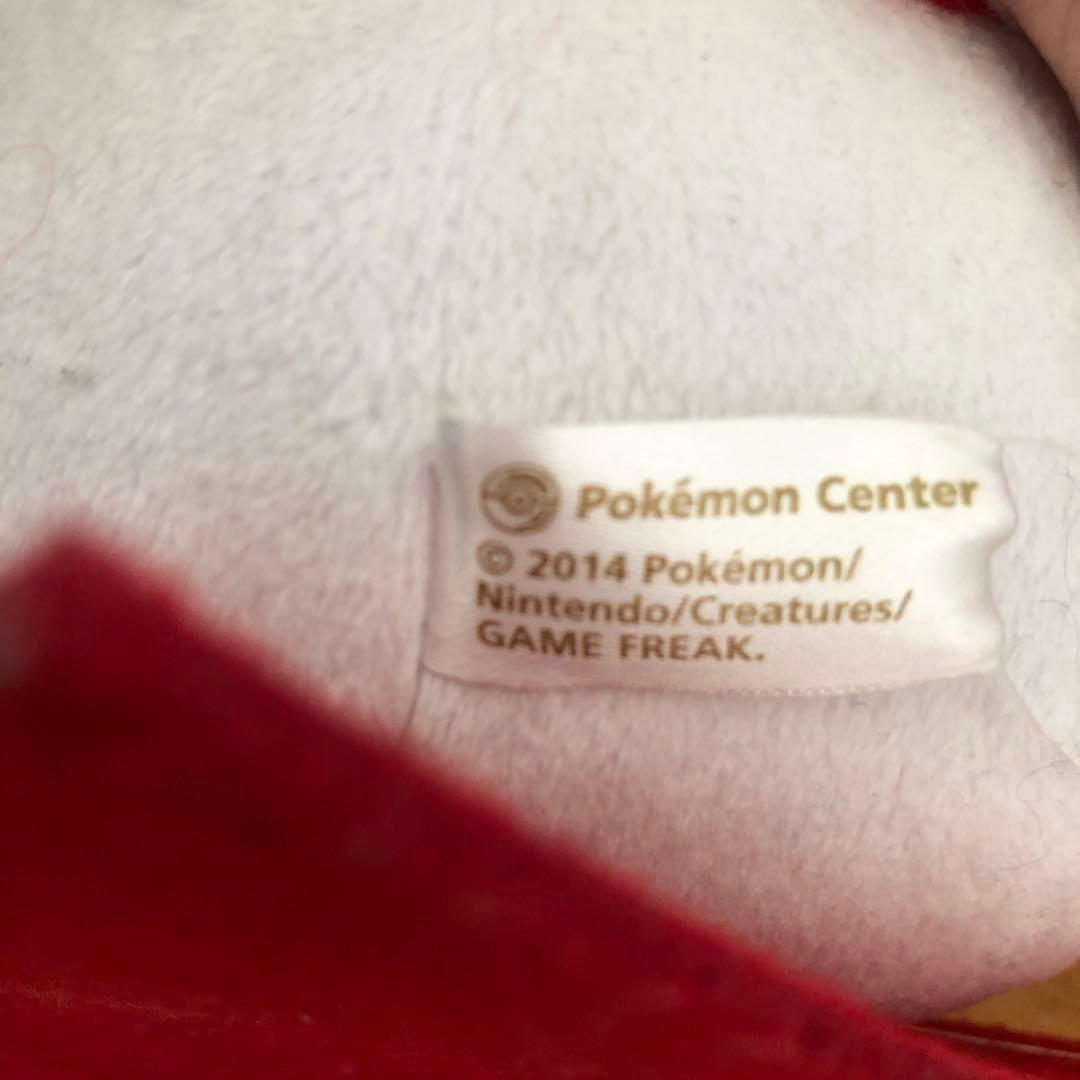 Pokémon Center
© 2014 Pokémon/
Nintendo/Creatures/
GAME FREAK.